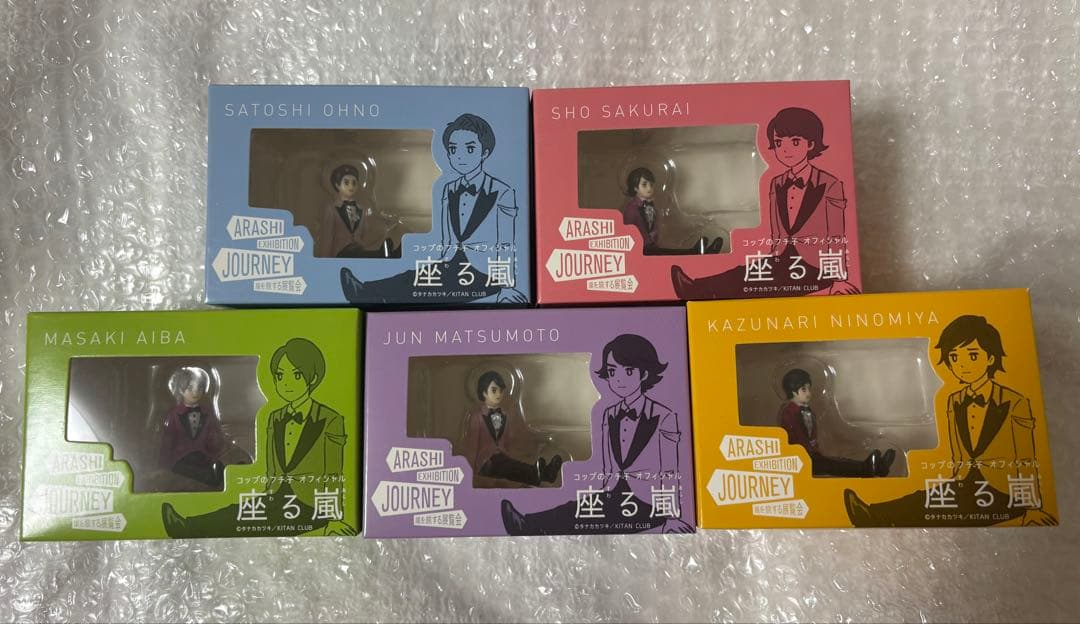 SATOSHI OHNO
ARASHI
EXHIBITION
JOURNEY
嵐を旅する展覧会
コップのフチ子 オフィシャル
座る嵐
©タナカカツキ/KITAN CLUB
SHO SAKURAI
ARASHI
EXHIBITION
JOURNEY
嵐を旅する展覧会
コップのフチ子 オフィシャル
座る嵐
©タナカカツキ/KITAN CLUB
MASAKI AIBA
ARASHI
EXHIBITION
JOURNEY
嵐を旅する展覧会
コップのフチ子 オフィシャル
座る嵐
©タナカカツキ/KITAN CLUB
JUN MATSUMOTO
ARASHI
EXHIBITION
JOURNEY
嵐を旅する展覧会
コップのフチ子 オフィシャル
座る嵐
©タナカカツキ/KITAN CLUB
KAZUNARI NINOMIYA
ARASHI
EXHIBITION
JOURNEY
嵐を旅する展覧会
コップのフチ子 オフィシャル
座る嵐
©タナカカツキ/KITAN CLUB